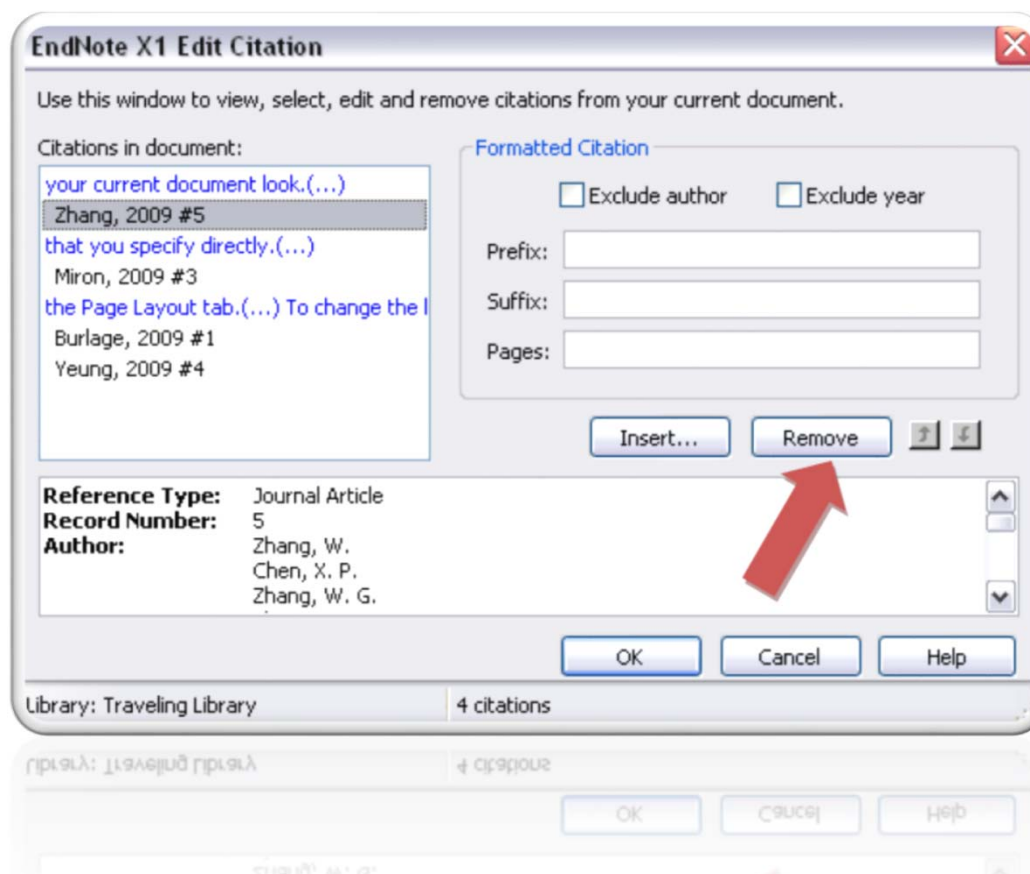 EndNote X1 Edit Citation
Use this window to view, select, edit and remove citations from your current document.
Citations in document:
your current document look.(...)
Zhang, 2009 #5
that you specify directly.(...)
Miron, 2009 #3
the Page Layout tab.(...) To change the l
Burlage, 2009 #1
Yeung, 2009 #4
Formatted Citation
Exclude author Exclude year
Prefix:
Suffix:
Pages:
Insert... Remove
Reference Type: Journal Article
Record Number: 5
Author: Zhang, W.
Chen, X. P.
Zhang, W. G.
OK Cancel Help
Library: Traveling Library 4 citations